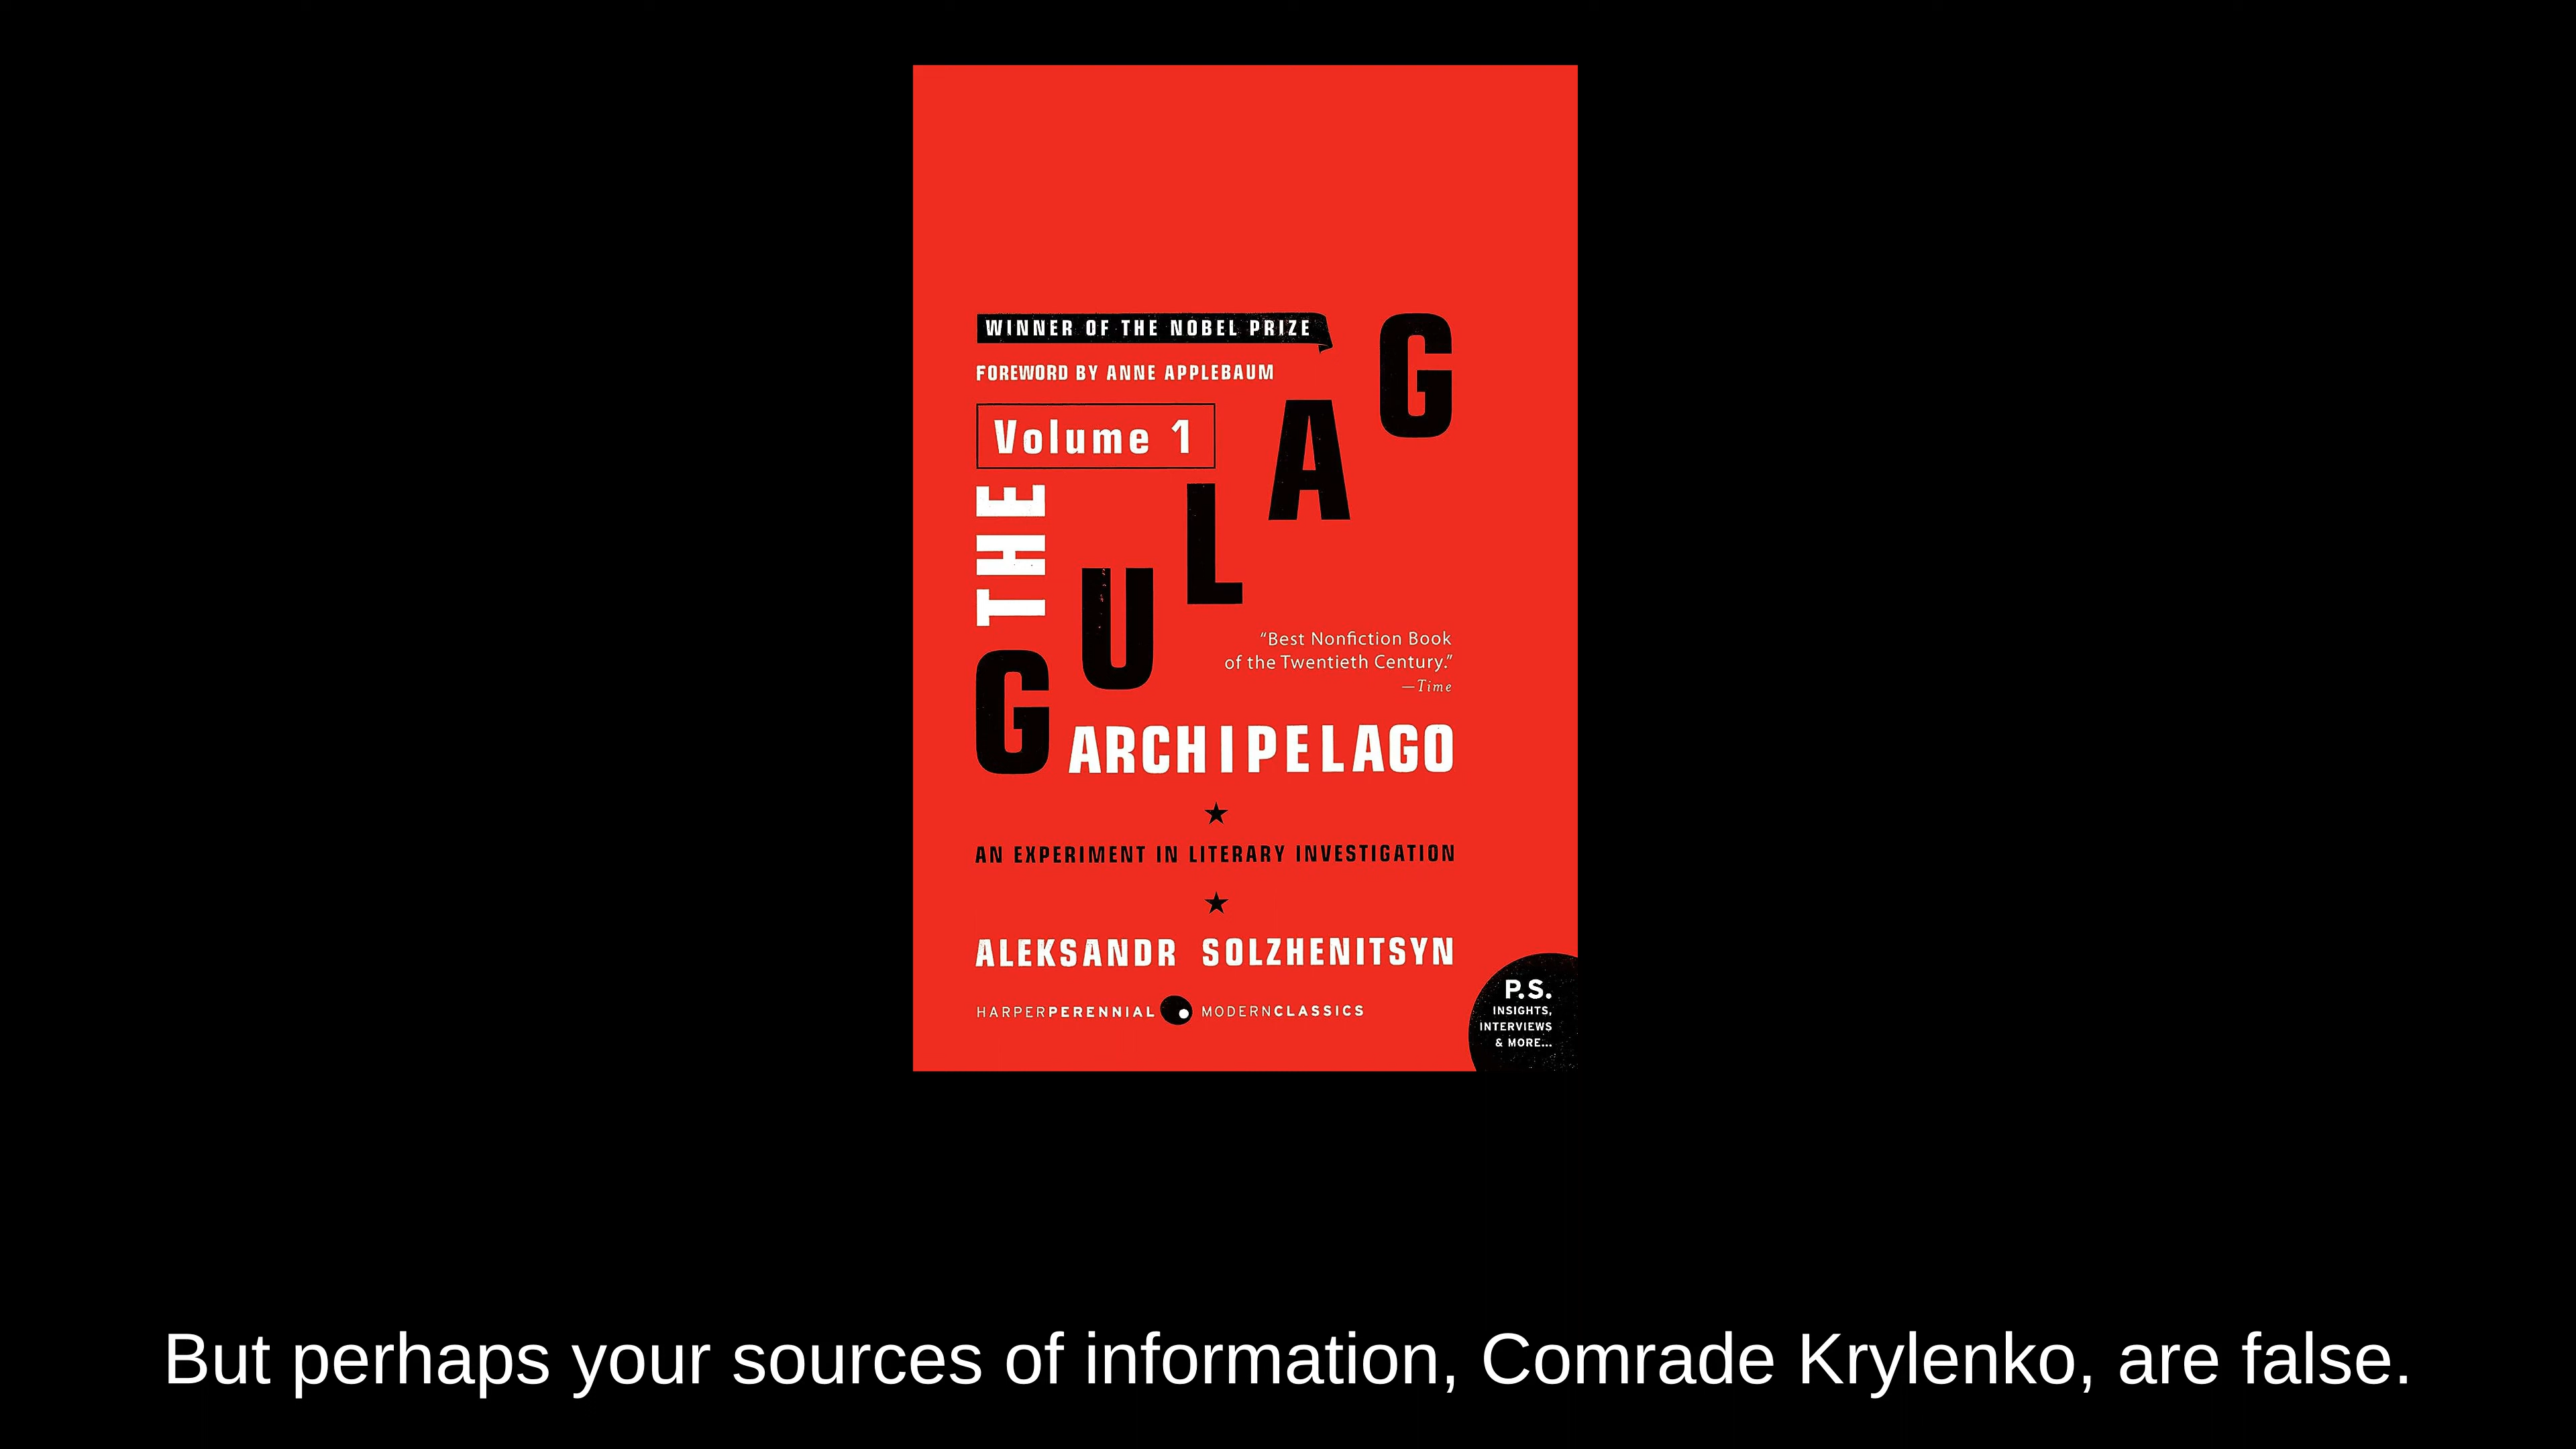 WINNER OF THE NOBEL PRIZE
FOREWORD BY ANNE APPLEBAUM
Volume 1
THE
GULAG
"Best Nonfiction Book
of the Twentieth Century."
—Time
ARCHIPELAGO
AN EXPERIMENT IN LITERARY INVESTIGATION
ALEKSANDR SOLZHENITSYN
HARPERPERENNIAL MODERNCLASSICS
P.S.
INSIGHTS,
INTERVIEWS
& MORE...
But perhaps your sources of information, Comrade Krylenko, are false.